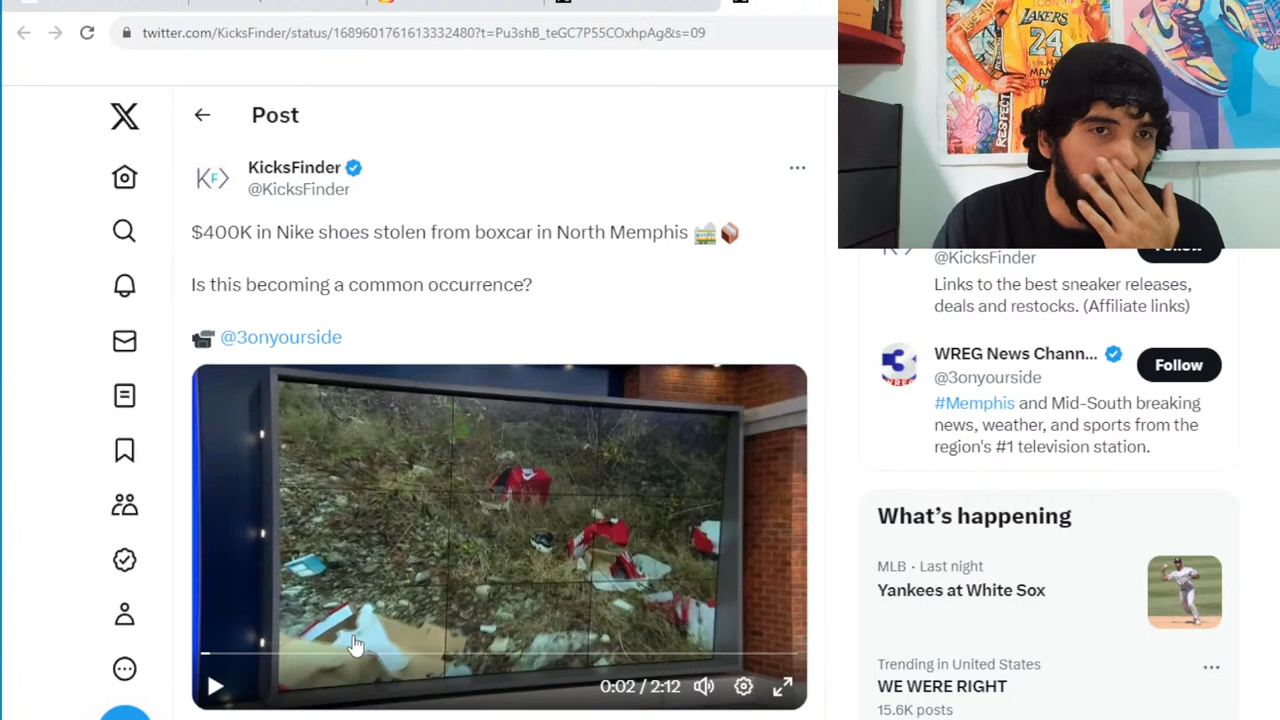 twitter.com/KicksFinder/status/1689601761613332480?t=Pu3shB_teGC7P55COxhpAg&s=09
LAKERS
24
RESPECT
Post
KicksFinder
@KicksFinder
$400K in Nike shoes stolen from boxcar in North Memphis
Is this becoming a common occurrence?
@3onyourside
0:02 / 2:12
@KicksFinder
Links to the best sneaker releases,
deals and restocks. (Affiliate links)
WREG News Chann...
@3onyourside
Follow
#Memphis and Mid-South breaking
news, weather, and sports from the
region's #1 television station.
What's happening
MLB · Last night
Yankees at White Sox
Trending in United States
WE WERE RIGHT
15.6K posts